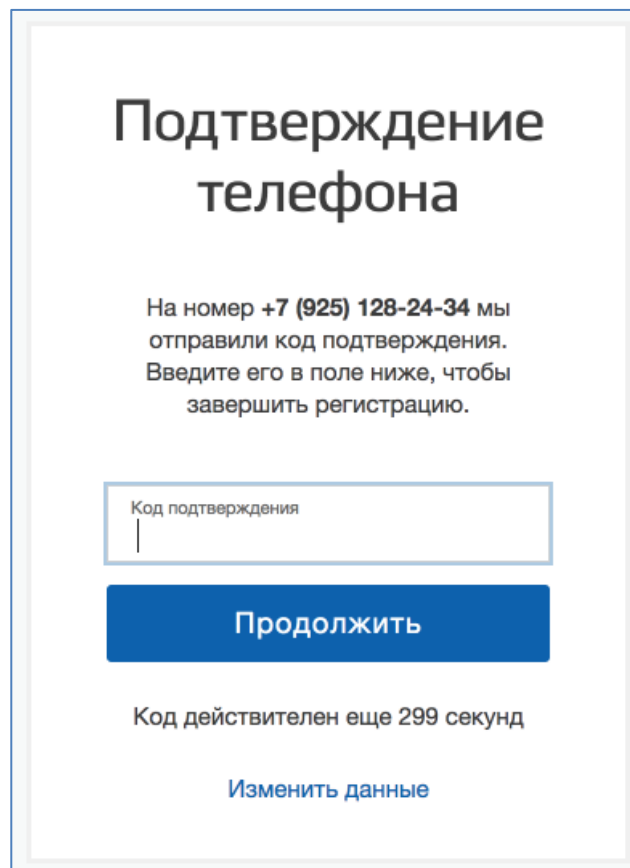 Подтверждение
телефона
На номер +7 (925) 128-24-34 мы
отправили код подтверждения.
Введите его в поле ниже, чтобы
завершить регистрацию.
Код подтверждения
Продолжить
Код действителен еще 299 секунд
Изменить данные